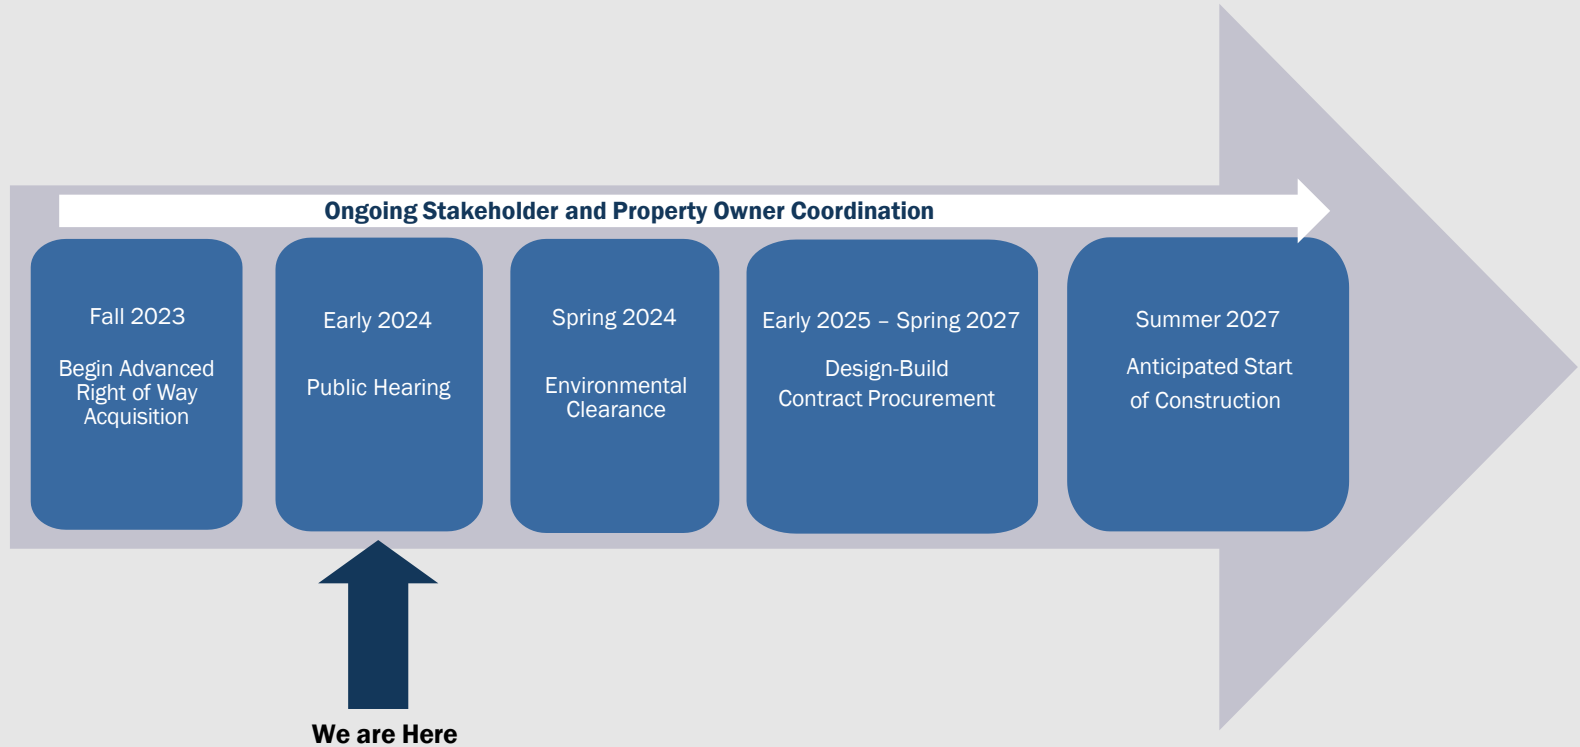 Ongoing Stakeholder and Property Owner Coordination
Fall 2023
Begin Advanced
Right of Way
Acquisition
Early 2024
Public Hearing
Spring 2024
Environmental
Clearance
Early 2025 – Spring 2027
Design-Build
Contract Procurement
Summer 2027
Anticipated Start
of Construction
We are Here